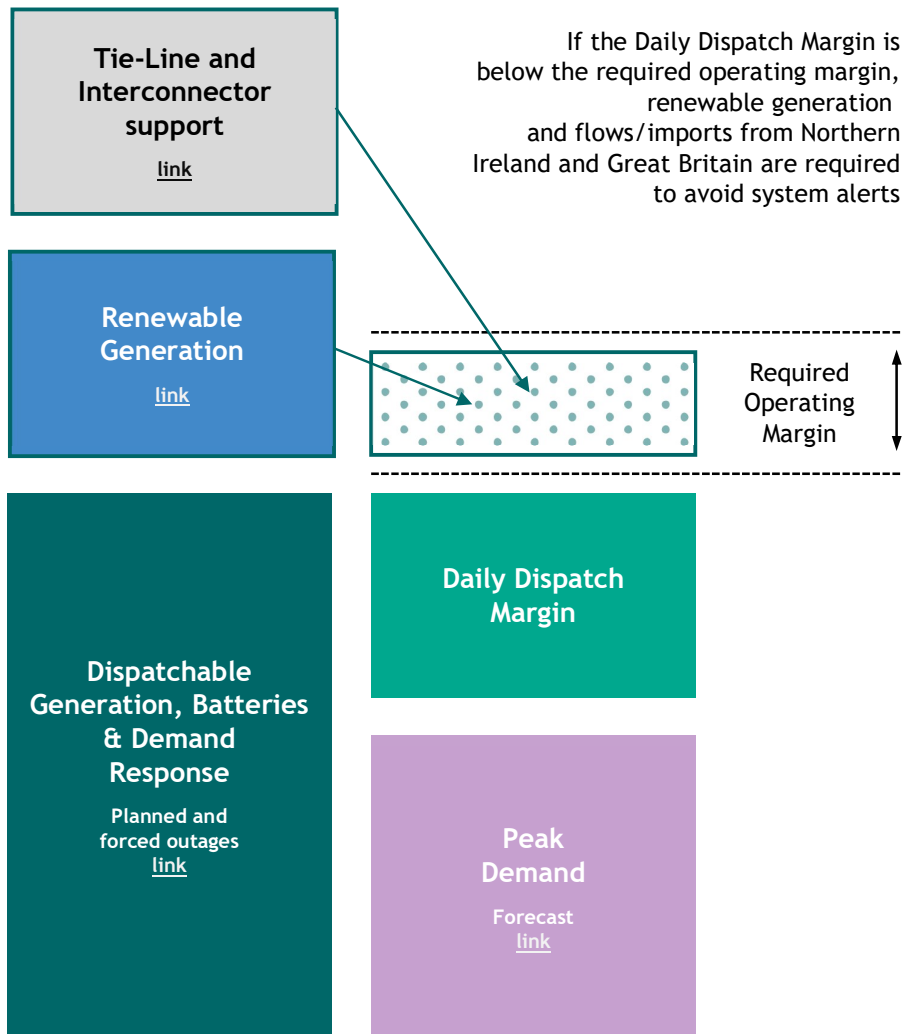 Tie-Line and
Interconnector
support
link
If the Daily Dispatch Margin is
below the required operating margin,
renewable generation
and flows/imports from Northern
Ireland and Great Britain are required
to avoid system alerts
Renewable
Generation
link
Required
Operating
Margin
Daily Dispatch
Margin
Dispatchable
Generation, Batteries
& Demand
Response
Planned and
forced outages
link
Peak
Demand
Forecast
link